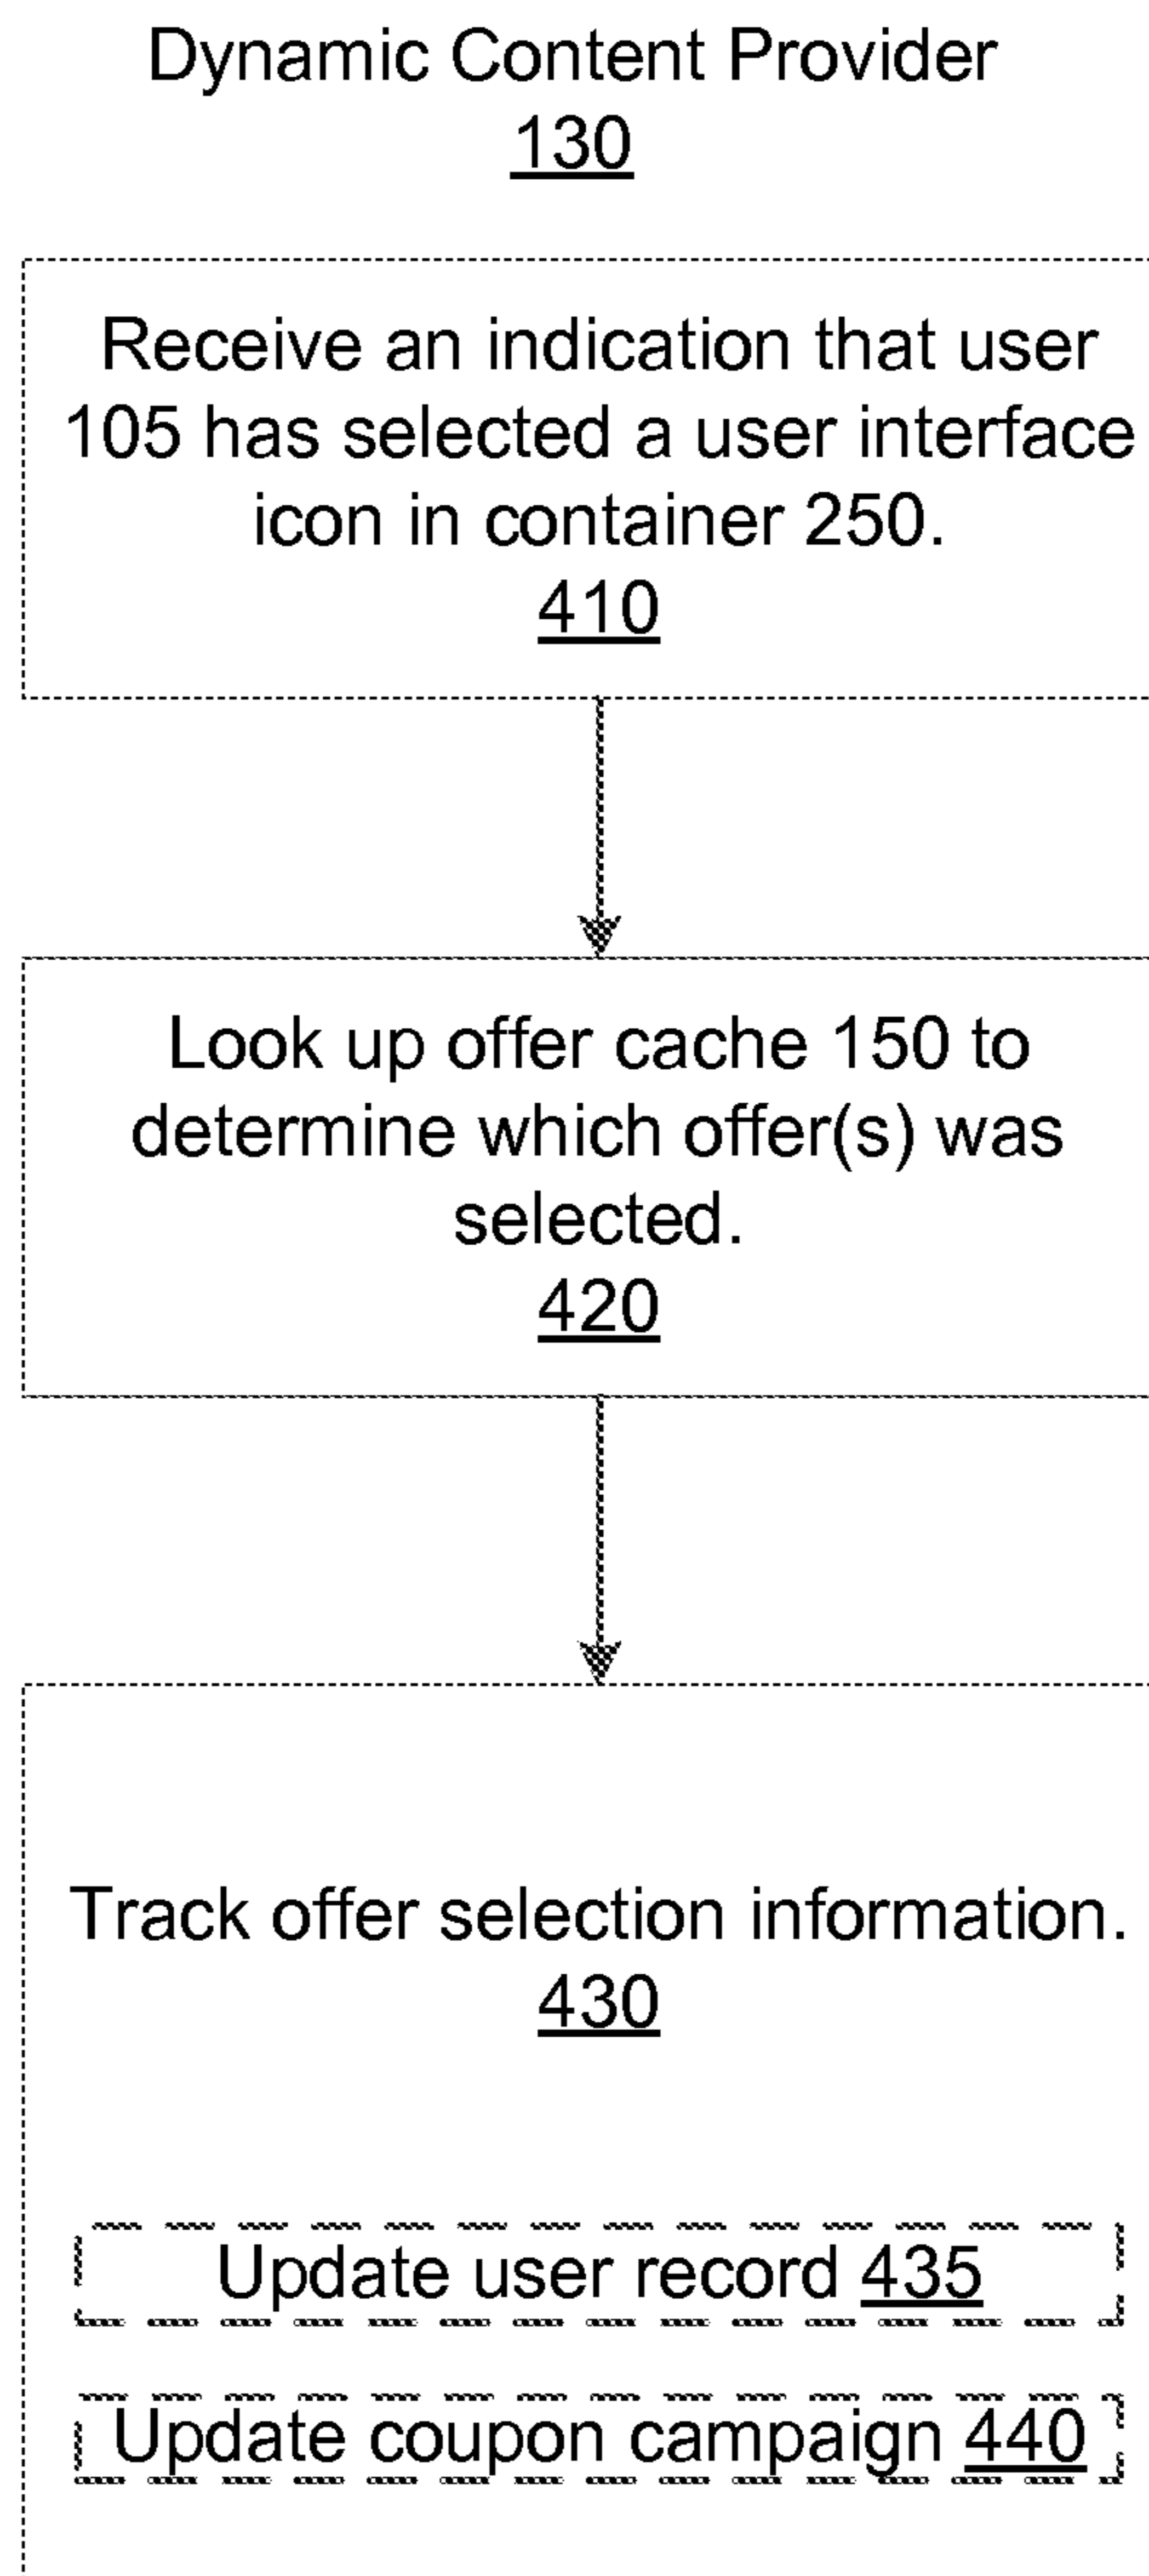 Dynamic Content Provider
130
Receive an indication that user
105 has selected a user interface
icon in container 250.
410
Look up offer cache 150 to
determine which offer(s) was
selected.
420
Track offer selection information.
430
Update user record 435
Update coupon campaign 440